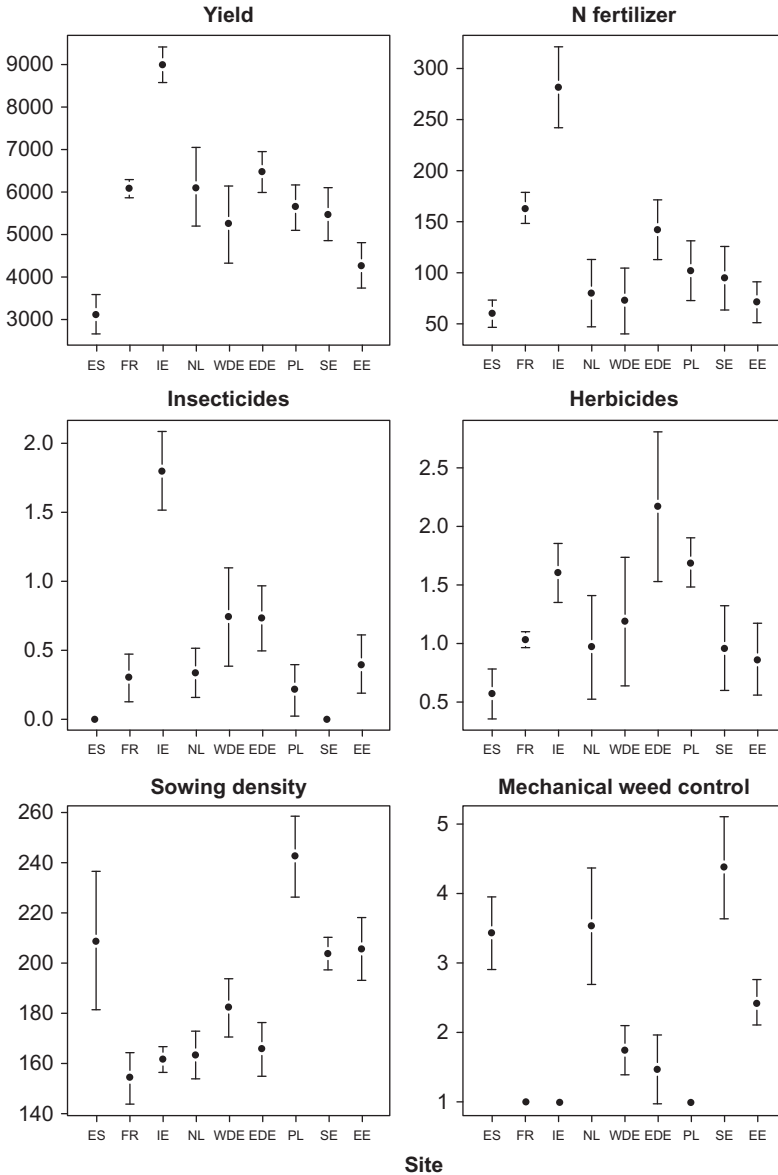 Yield
9000
8000
7000
6000
5000
4000
3000
ES FR IE NL WDE EDE PL SE EE
N fertilizer
300
250
200
150
100
50
ES FR IE NL WDE EDE PL SE EE
Insecticides
2.0
1.5
1.0
0.5
0.0
ES FR IE NL WDE EDE PL SE EE
Herbicides
2.5
2.0
1.5
1.0
0.5
ES FR IE NL WDE EDE PL SE EE
Sowing density
260
240
220
200
180
160
140
ES FR IE NL WDE EDE PL SE EE
Mechanical weed control
5
4
3
2
1
ES FR IE NL WDE EDE PL SE EE
Site